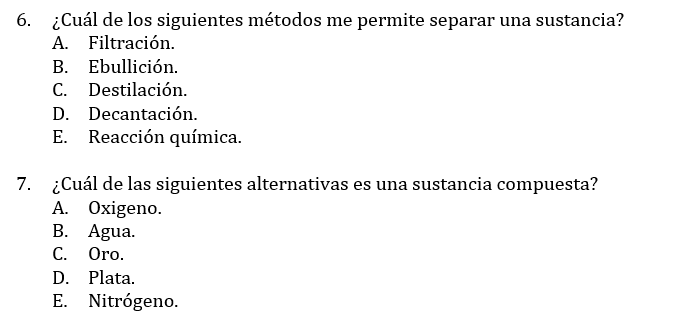 6. ¿Cuál de los siguientes métodos me permite separar una sustancia?
A. Filtración.
B. Ebullición.
C. Destilación.
D. Decantación.
E. Reacción química.
7. ¿Cuál de las siguientes alternativas es una sustancia compuesta?
A. Oxigeno.
B. Agua.
C. Oro.
D. Plata.
E. Nitrógeno.